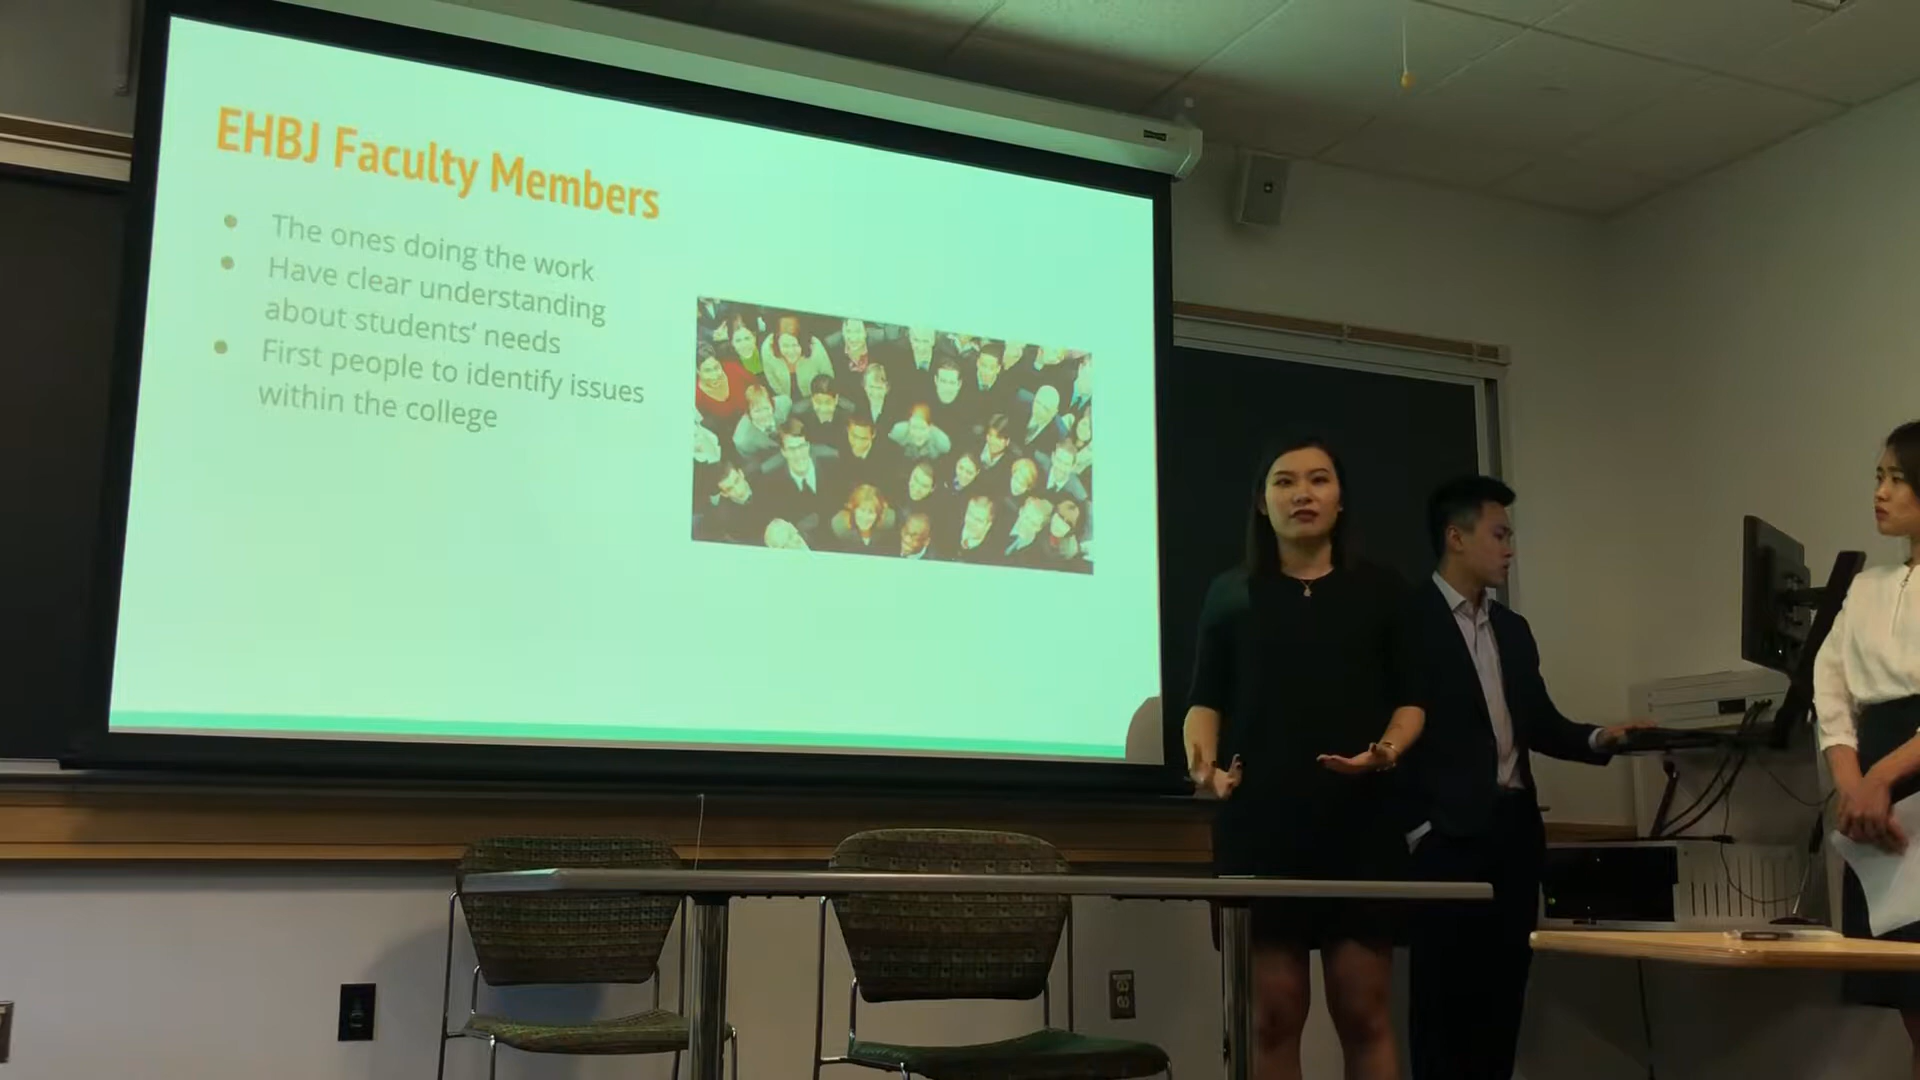 EHBJ Faculty Members
● The ones doing the work
● Have clear understanding
about students’ needs
● First people to identify issues
within the college